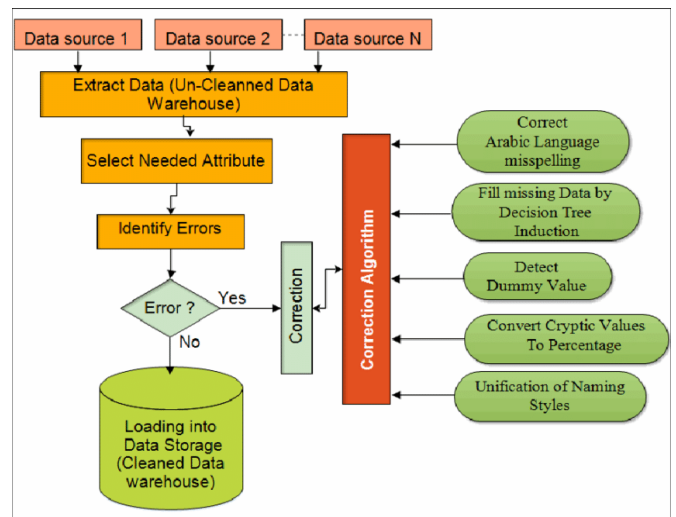 Data source 1
Data source 2
Data source N
Extract Data (Un-Cleanned Data
Warehouse)
Select Needed Attribute
Identify Errors
Error ?
Yes
No
Correction
Correction Algorithm
Correct
Arabic Language
misspelling
Fill missing Data by
Decision Tree
Induction
Detect
Dummy Value
Convert Cryptic Values
To Percentage
Unification of Naming
Styles
Loading into
Data Storage
(Cleaned Data
warehouse)